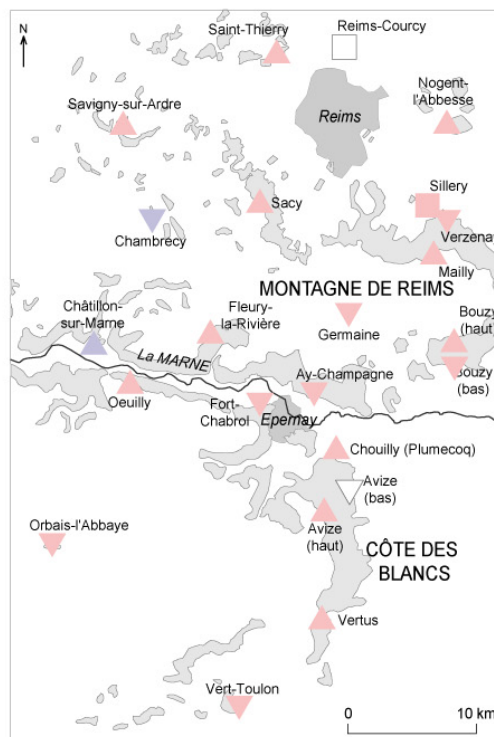 N
Saint-Thierry
Reims-Courcy
Nogent-
l'Abbesse
Savigny-sur-Ardre
Reims
Sillery
Sacy
Chambrecy
Verzenay
Mailly
MONTAGNE DE REIMS
Châtillon-
sur-Marne
Fleury-
la-Rivière
Germaine
Bouzy
(haut)
La MARNE
Bouzy
(bas)
Ay-Champagne
Oeuilly
Fort-
Chabrol
Epernay
Chouilly (Plumecoq)
Avize
(bas)
Orbais-l'Abbaye
Avize
(haut)
CÔTE DES
BLANCS
Vertus
Vert-Toulon
0
10 km